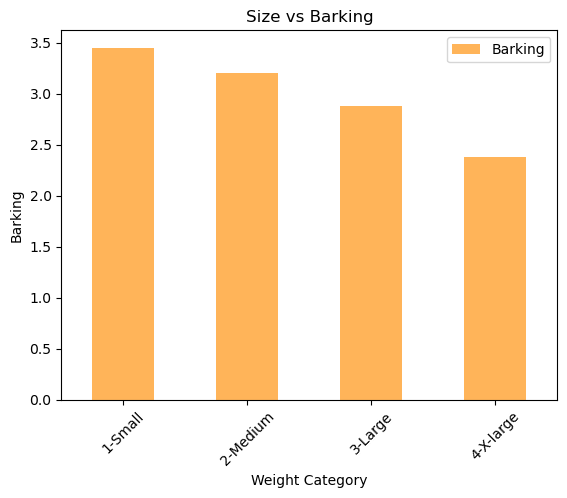 Size vs Barking
Barking
3.5
3.0
2.5
2.0
1.5
1.0
0.5
0.0
Barking
1-Small
2-Medium
3-Large
4-X-large
Weight Category